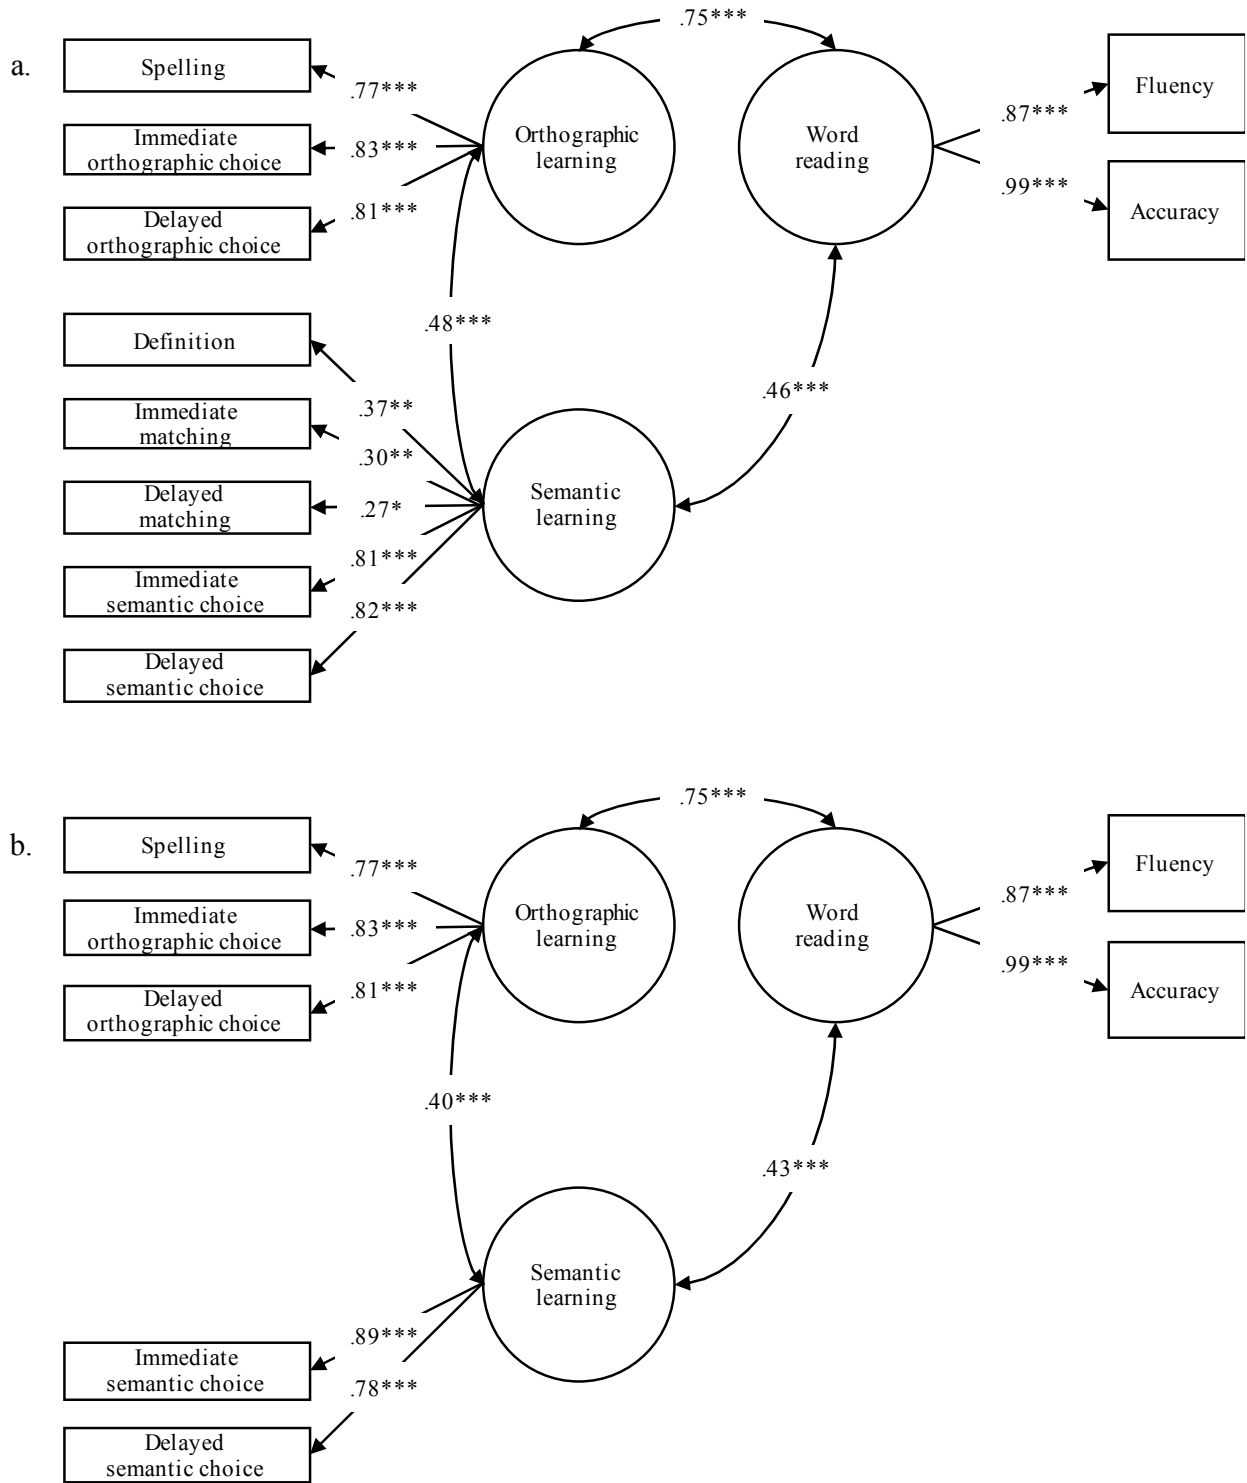 a.
Spelling
Immediate
orthographic choice
Delayed
orthographic choice
.77***
.83***
.81***
Orthographic
learning
.75***
Word
reading
.87***
.99***
Fluency
Accuracy
.48***
.46***
Definition
Immediate
matching
Delayed
matching
Immediate
semantic choice
Delayed
semantic choice
.37**
.30**
.27*
.81***
.82***
Semantic
learning
b.
Spelling
Immediate
orthographic choice
Delayed
orthographic choice
.77***
.83***
.81***
Orthographic
learning
.75***
Word
reading
.87***
.99***
Fluency
Accuracy
.40***
.43***
Immediate
semantic choice
Delayed
semantic choice
.89***
.78***
Semantic
learning